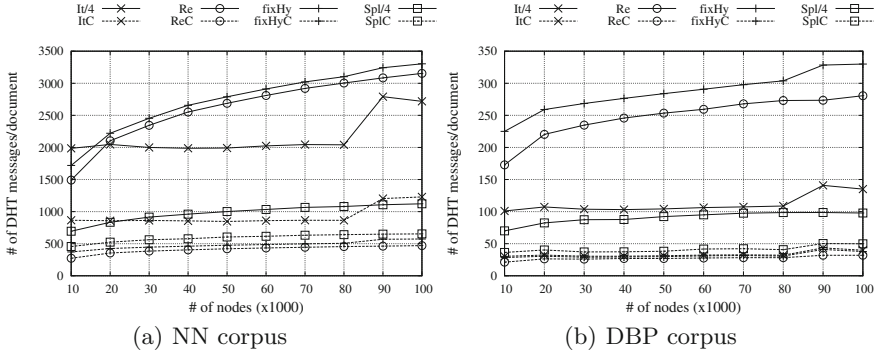 It/4 Re fixHy Spl/4
ItC ReC fixHyC SplC
# of DHT messages/document
3500
3000
2500
2000
1500
1000
500
0
10 20 30 40 50 60 70 80 90 100
# of nodes (x1000)
(a) NN corpus
It/4 Re fixHy Spl/4
ItC ReC fixHyC SplC
# of DHT messages/document
350
300
250
200
150
100
50
0
10 20 30 40 50 60 70 80 90 100
# of nodes (x1000)
(b) DBP corpus